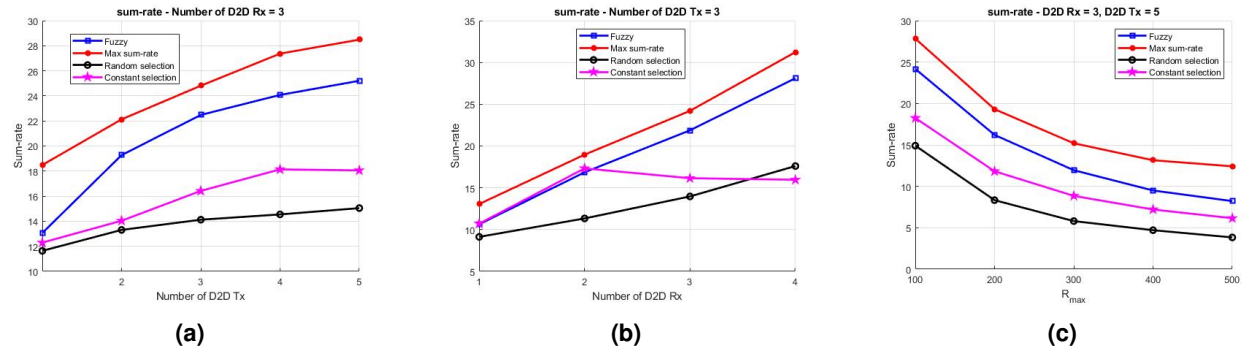 sum-rate - Number of D2D Rx = 3
30
28
26
24
22
20
18
16
14
12
10
Sum-rate
Fuzzy
Max sum-rate
Random selection
Constant selection
2
3
4
5
Number of D2D Tx
(a)
sum-rate - Number of D2D Tx = 3
35
30
25
20
15
10
5
Sum-rate
Fuzzy
Max sum-rate
Random selection
Constant selection
1
2
3
4
Number of D2D Rx
(b)
sum-rate - D2D Rx = 3, D2D Tx = 5
30
25
20
15
10
5
0
Sum-rate
Fuzzy
Max sum-rate
Random selection
Constant selection
100
200
300
400
500
Rmax
(c)